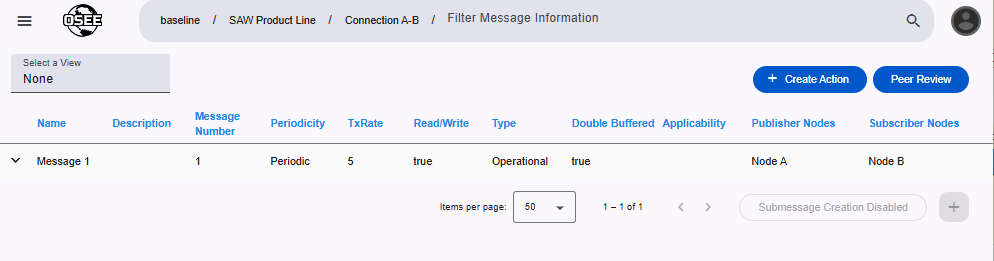 OSEE
baseline / SAW Product Line / Connection A-B / Filter Message Information
Select a View
None
+ Create Action Peer Review
Name Description Message Number Periodicity TxRate Read/Write Type Double Buffered Applicability Publisher Nodes Subscriber Nodes
Message 1 1 Periodic 5 true Operational true Node A Node B
Items per page: 50 1 – 1 of 1 Submessage Creation Disabled +